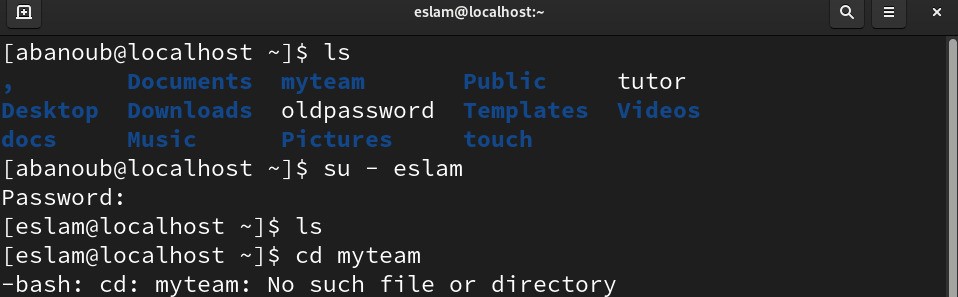 eslam@localhost:~
[abanoub@localhost ~]$ ls
,        Documents  myteam       Public     tutor
Desktop  Downloads  oldpassword  Templates  Videos
docs     Music      Pictures     touch
[abanoub@localhost ~]$ su - eslam
Password:
[eslam@localhost ~]$ ls
[eslam@localhost ~]$ cd myteam
-bash: cd: myteam: No such file or directory